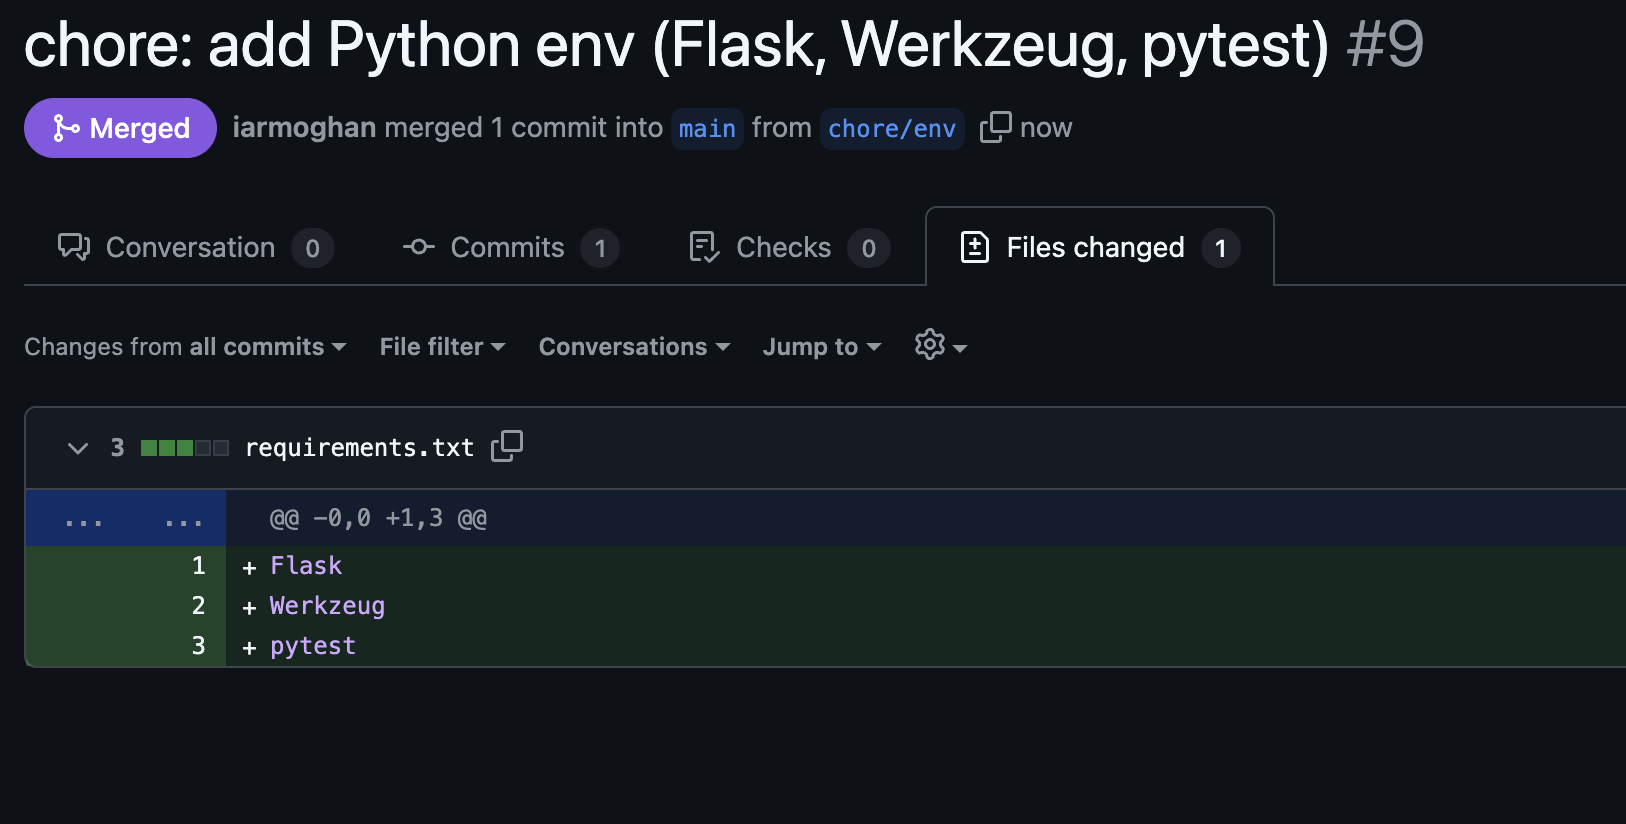 chore: add Python env (Flask, Werkzeug, pytest) #9
Merged iarmoghan merged 1 commit into main from chore/env now
Conversation 0 Commits 1 Checks 0 Files changed 1
Changes from all commits File filter Conversations Jump to
3 requirements.txt
... ... @@ -0,0 +1,3 @@
1 + Flask
2 + Werkzeug
3 + pytest